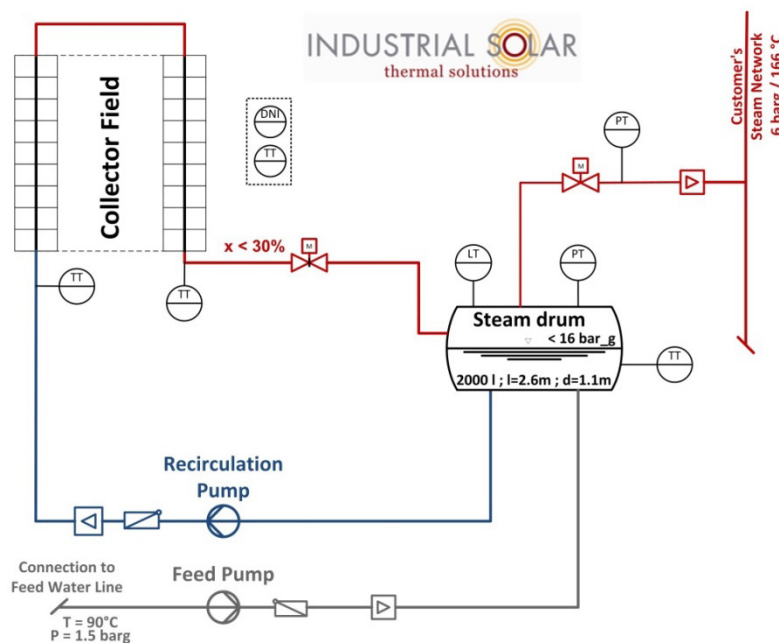 INDUSTRIAL SOLAR
thermal solutions
Customer's
Steam Network
6 barg / 166 °C
Collector Field
DNI
TT
PT
M
x < 30%
M
TT
TT
LT
PT
Steam drum
< 16 bar_g
TT
2000 l ; l=2.6m ; d=1.1m
Recirculation
Pump
Connection to
Feed Water Line
Feed Pump
T = 90°C
P = 1.5 barg